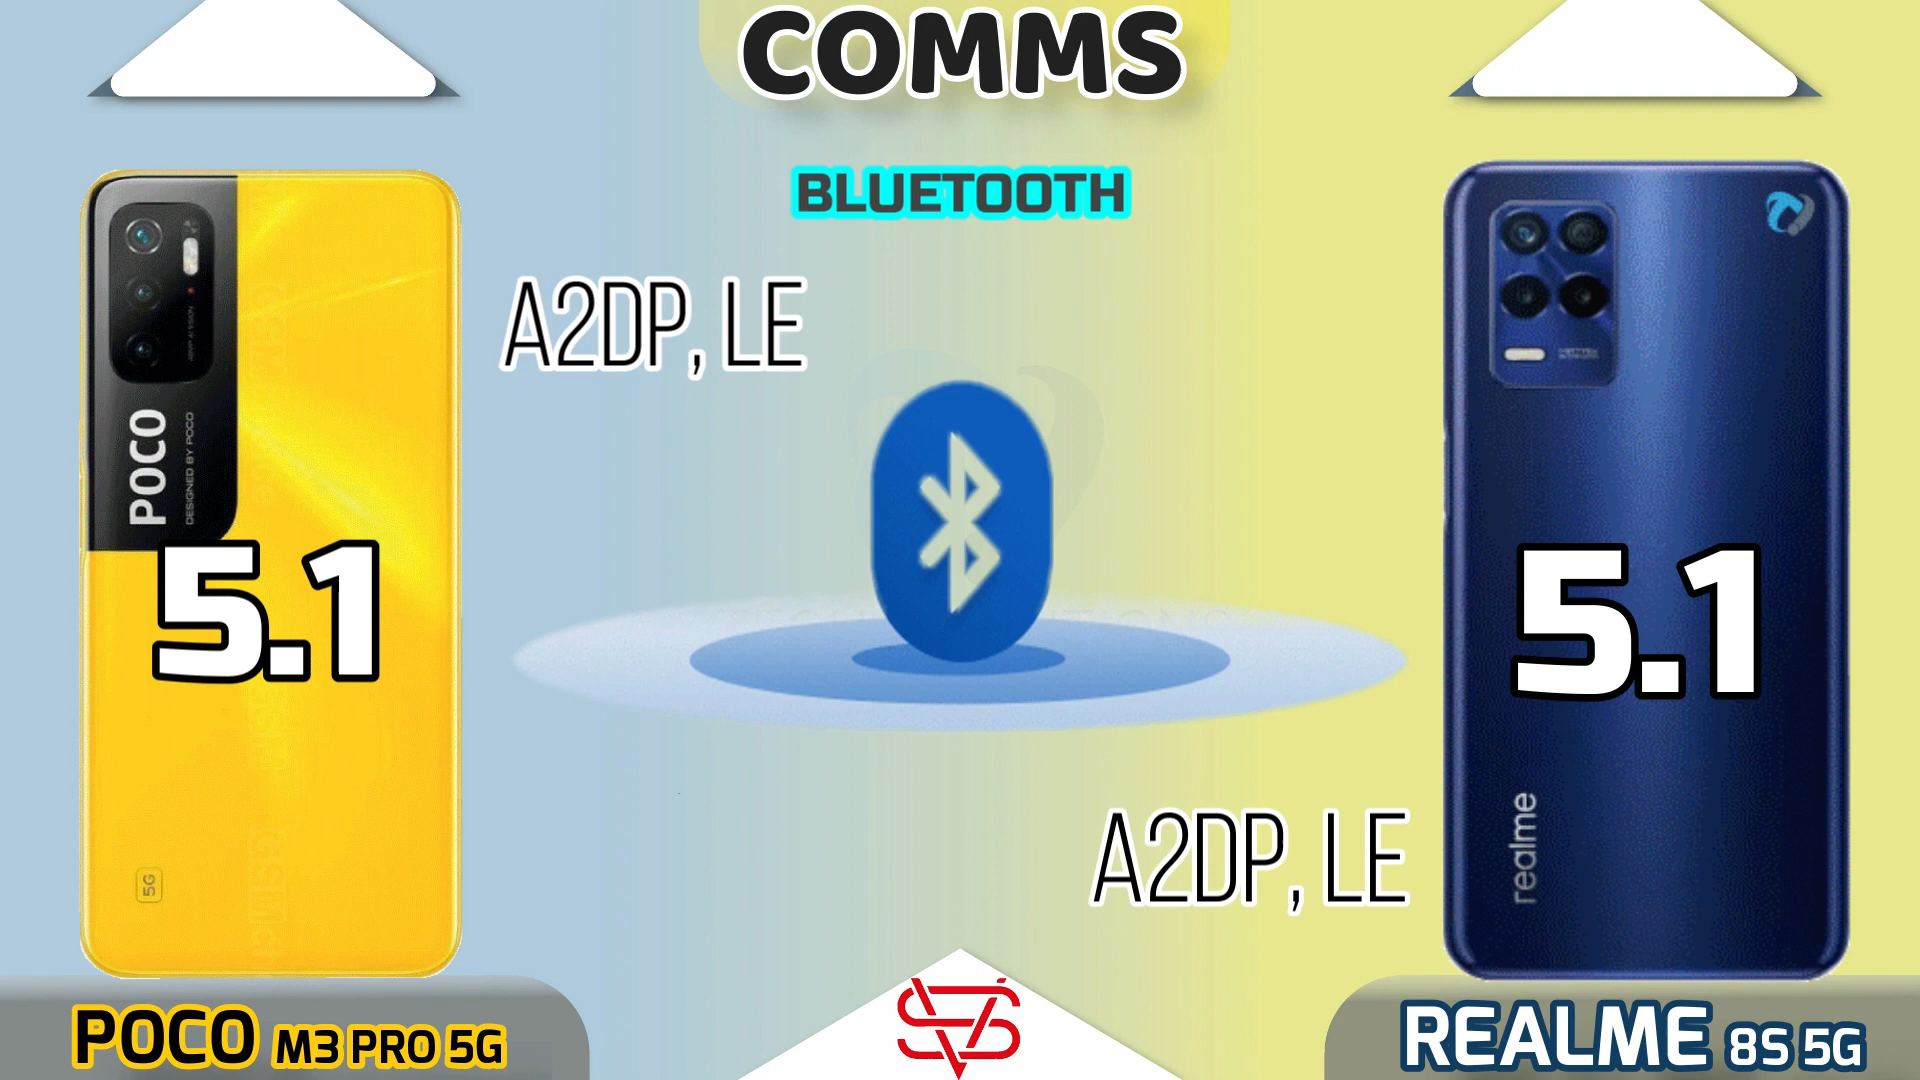 COMMS
BLUETOOTH
A2DP, LE
POCO
DESIGNED BY POCO
5.1
5G
5.1
A2DP, LE
realme
POCO M3 PRO 5G
VS
REALME 8S 5G